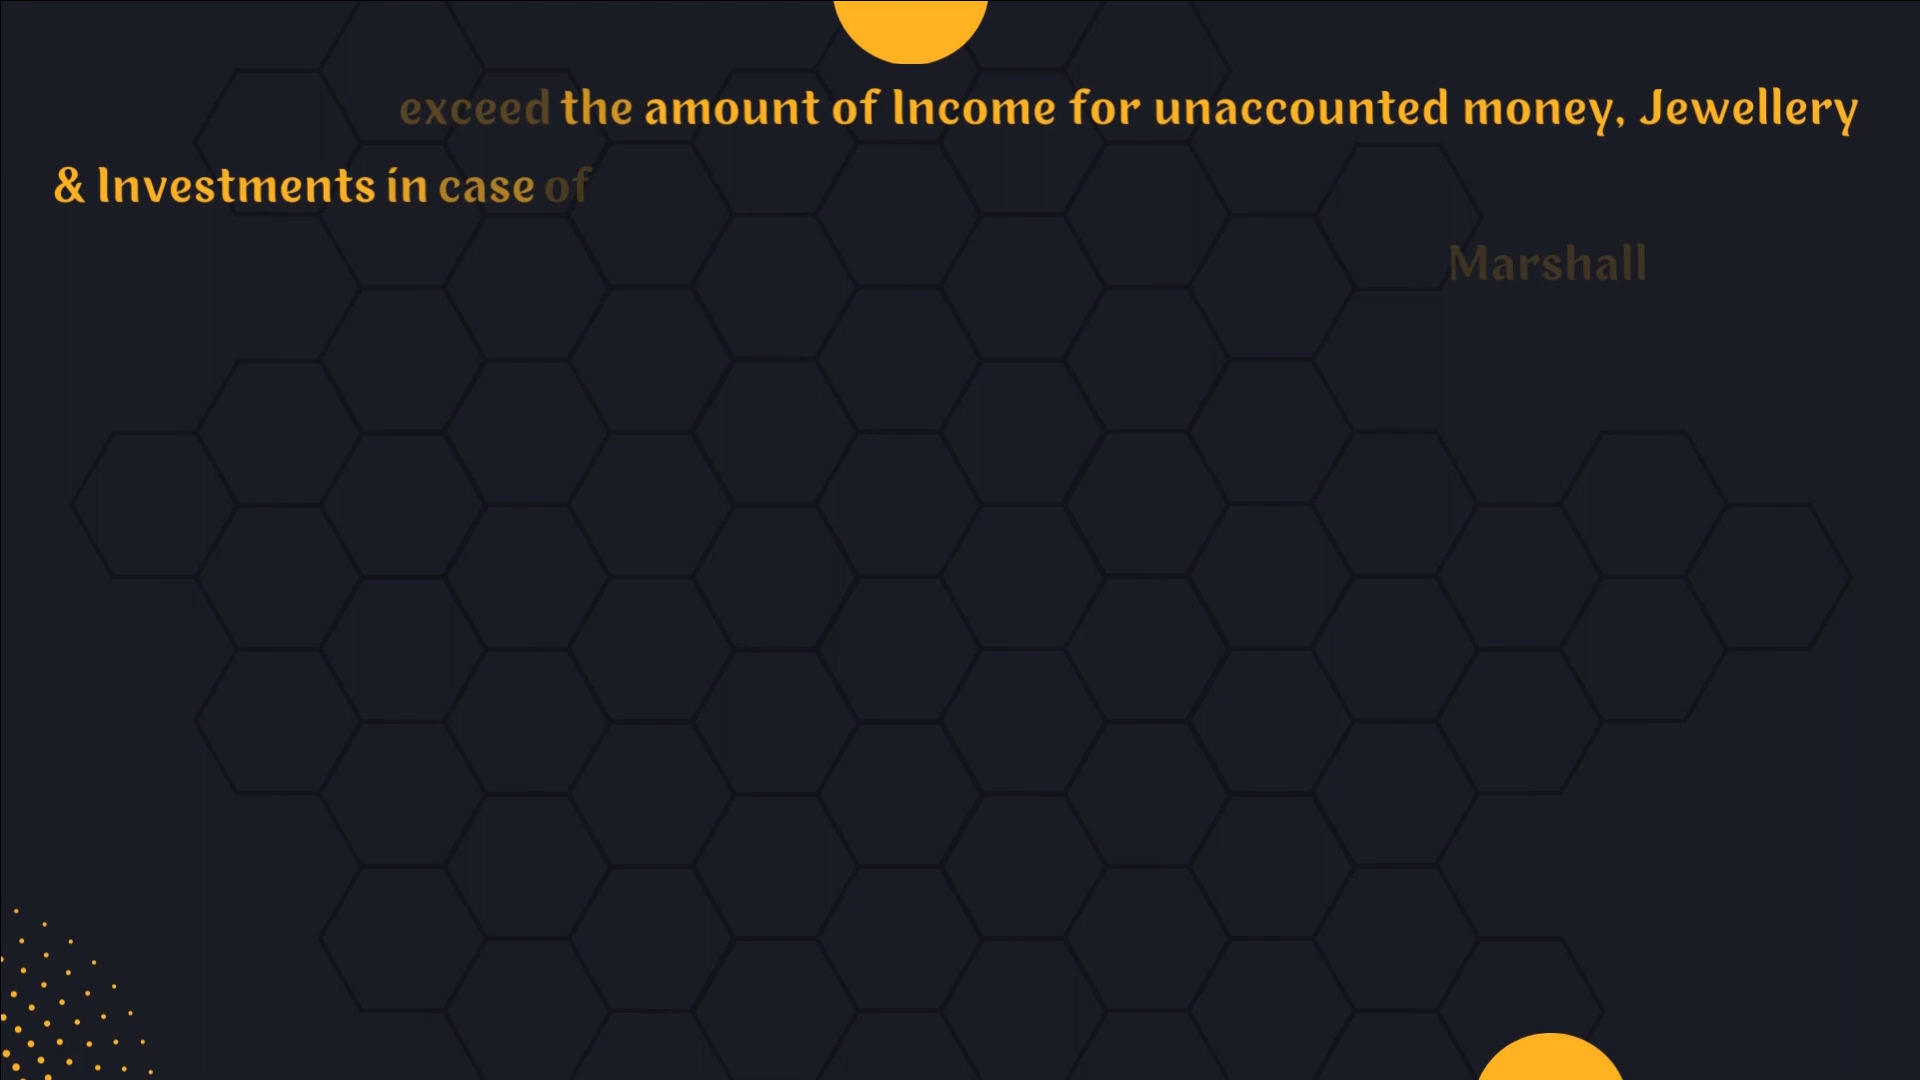 exceed the amount of Income for unaccounted money, Jewellery
& Investments in case of
Marshall